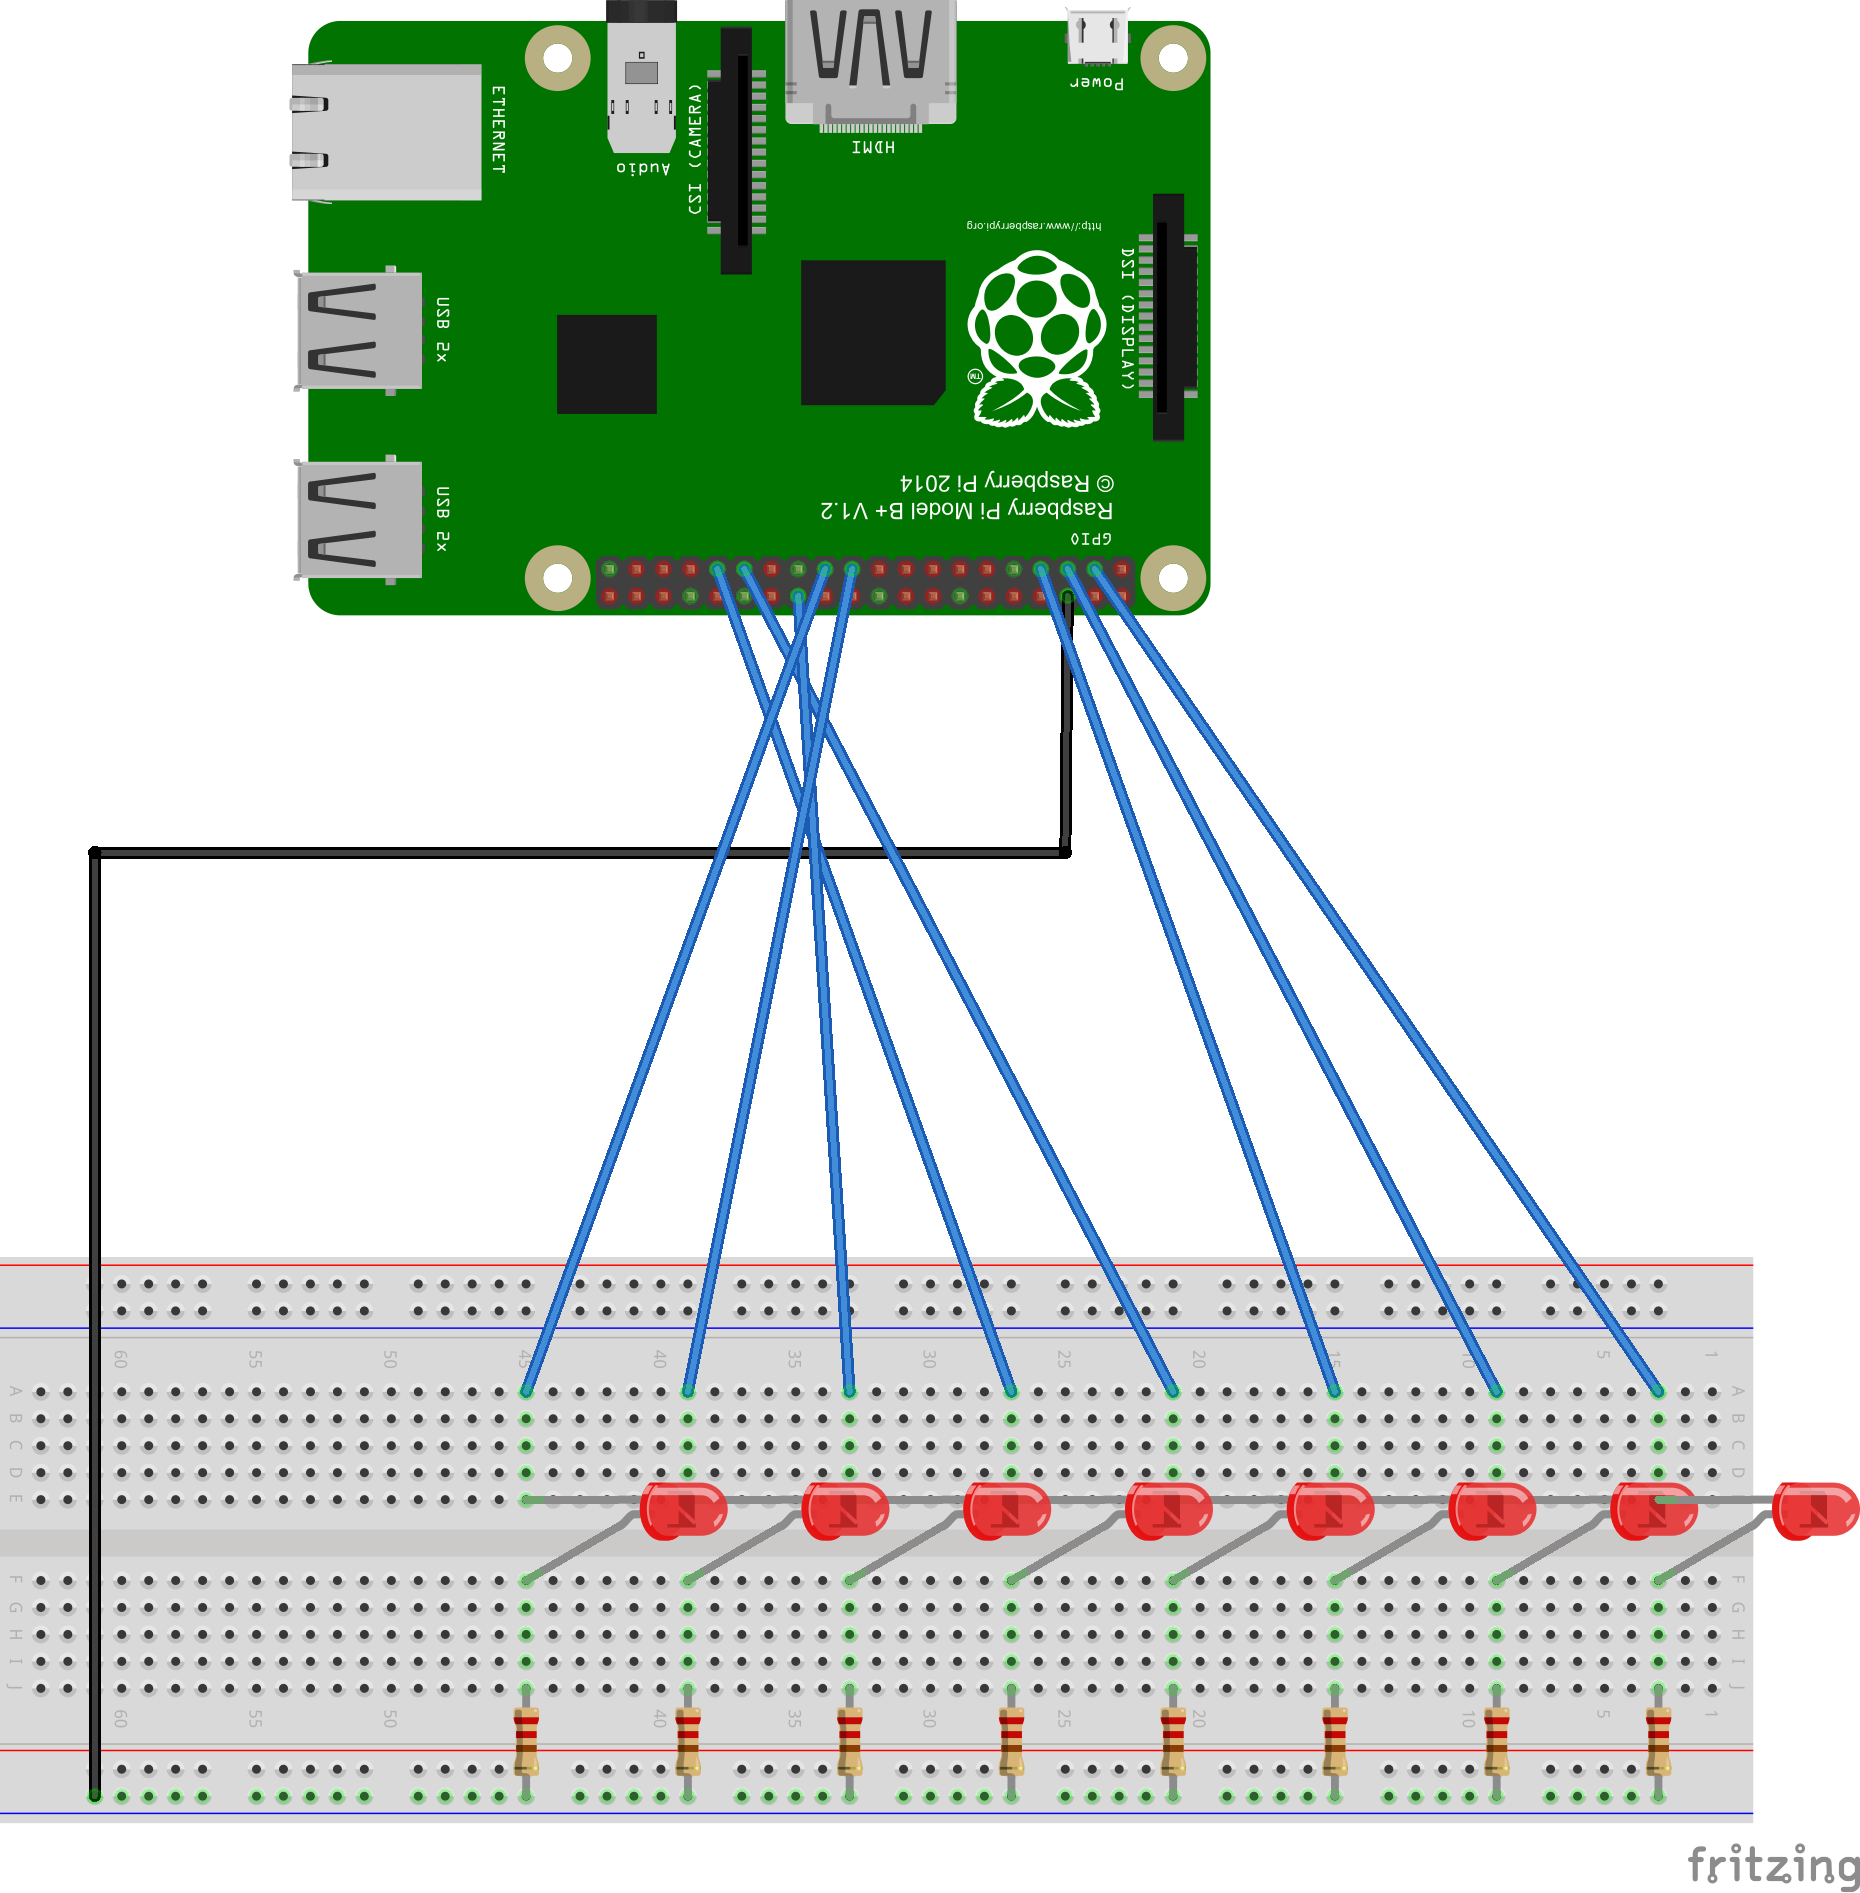 Power
ETHERNET
Audio
CSI (CAMERA)
HDMI
http://www.raspberrypi.org
DSI (DISPLAY)
TM
USB 2x
USB 2x
© Raspberry Pi 2014
Raspberry Pi Model B+ V1.2
GPIO
60 55 50 45 40 35 30 25 20 15 10 5 1
A A
B B
C C
D D
E E
F F
G G
H H
I I
J J
60 55 50 40 35 30 25 20 10 5 1
fritzing